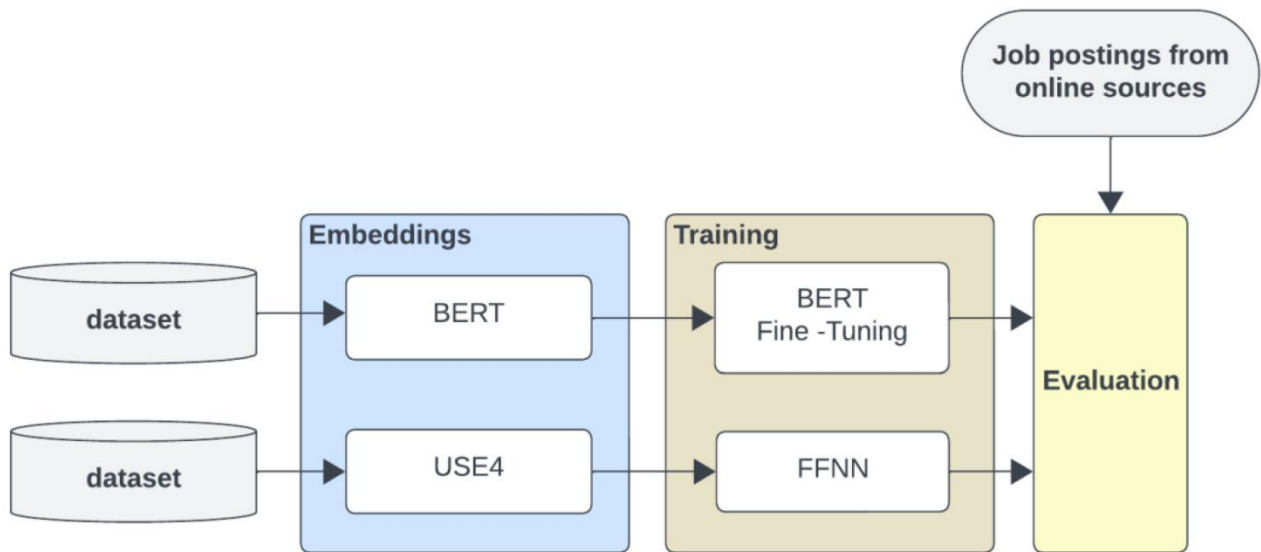 Job postings from
online sources
Embeddings
Training
dataset
BERT
BERT
Fine -Tuning
Evaluation
dataset
USE4
FFNN